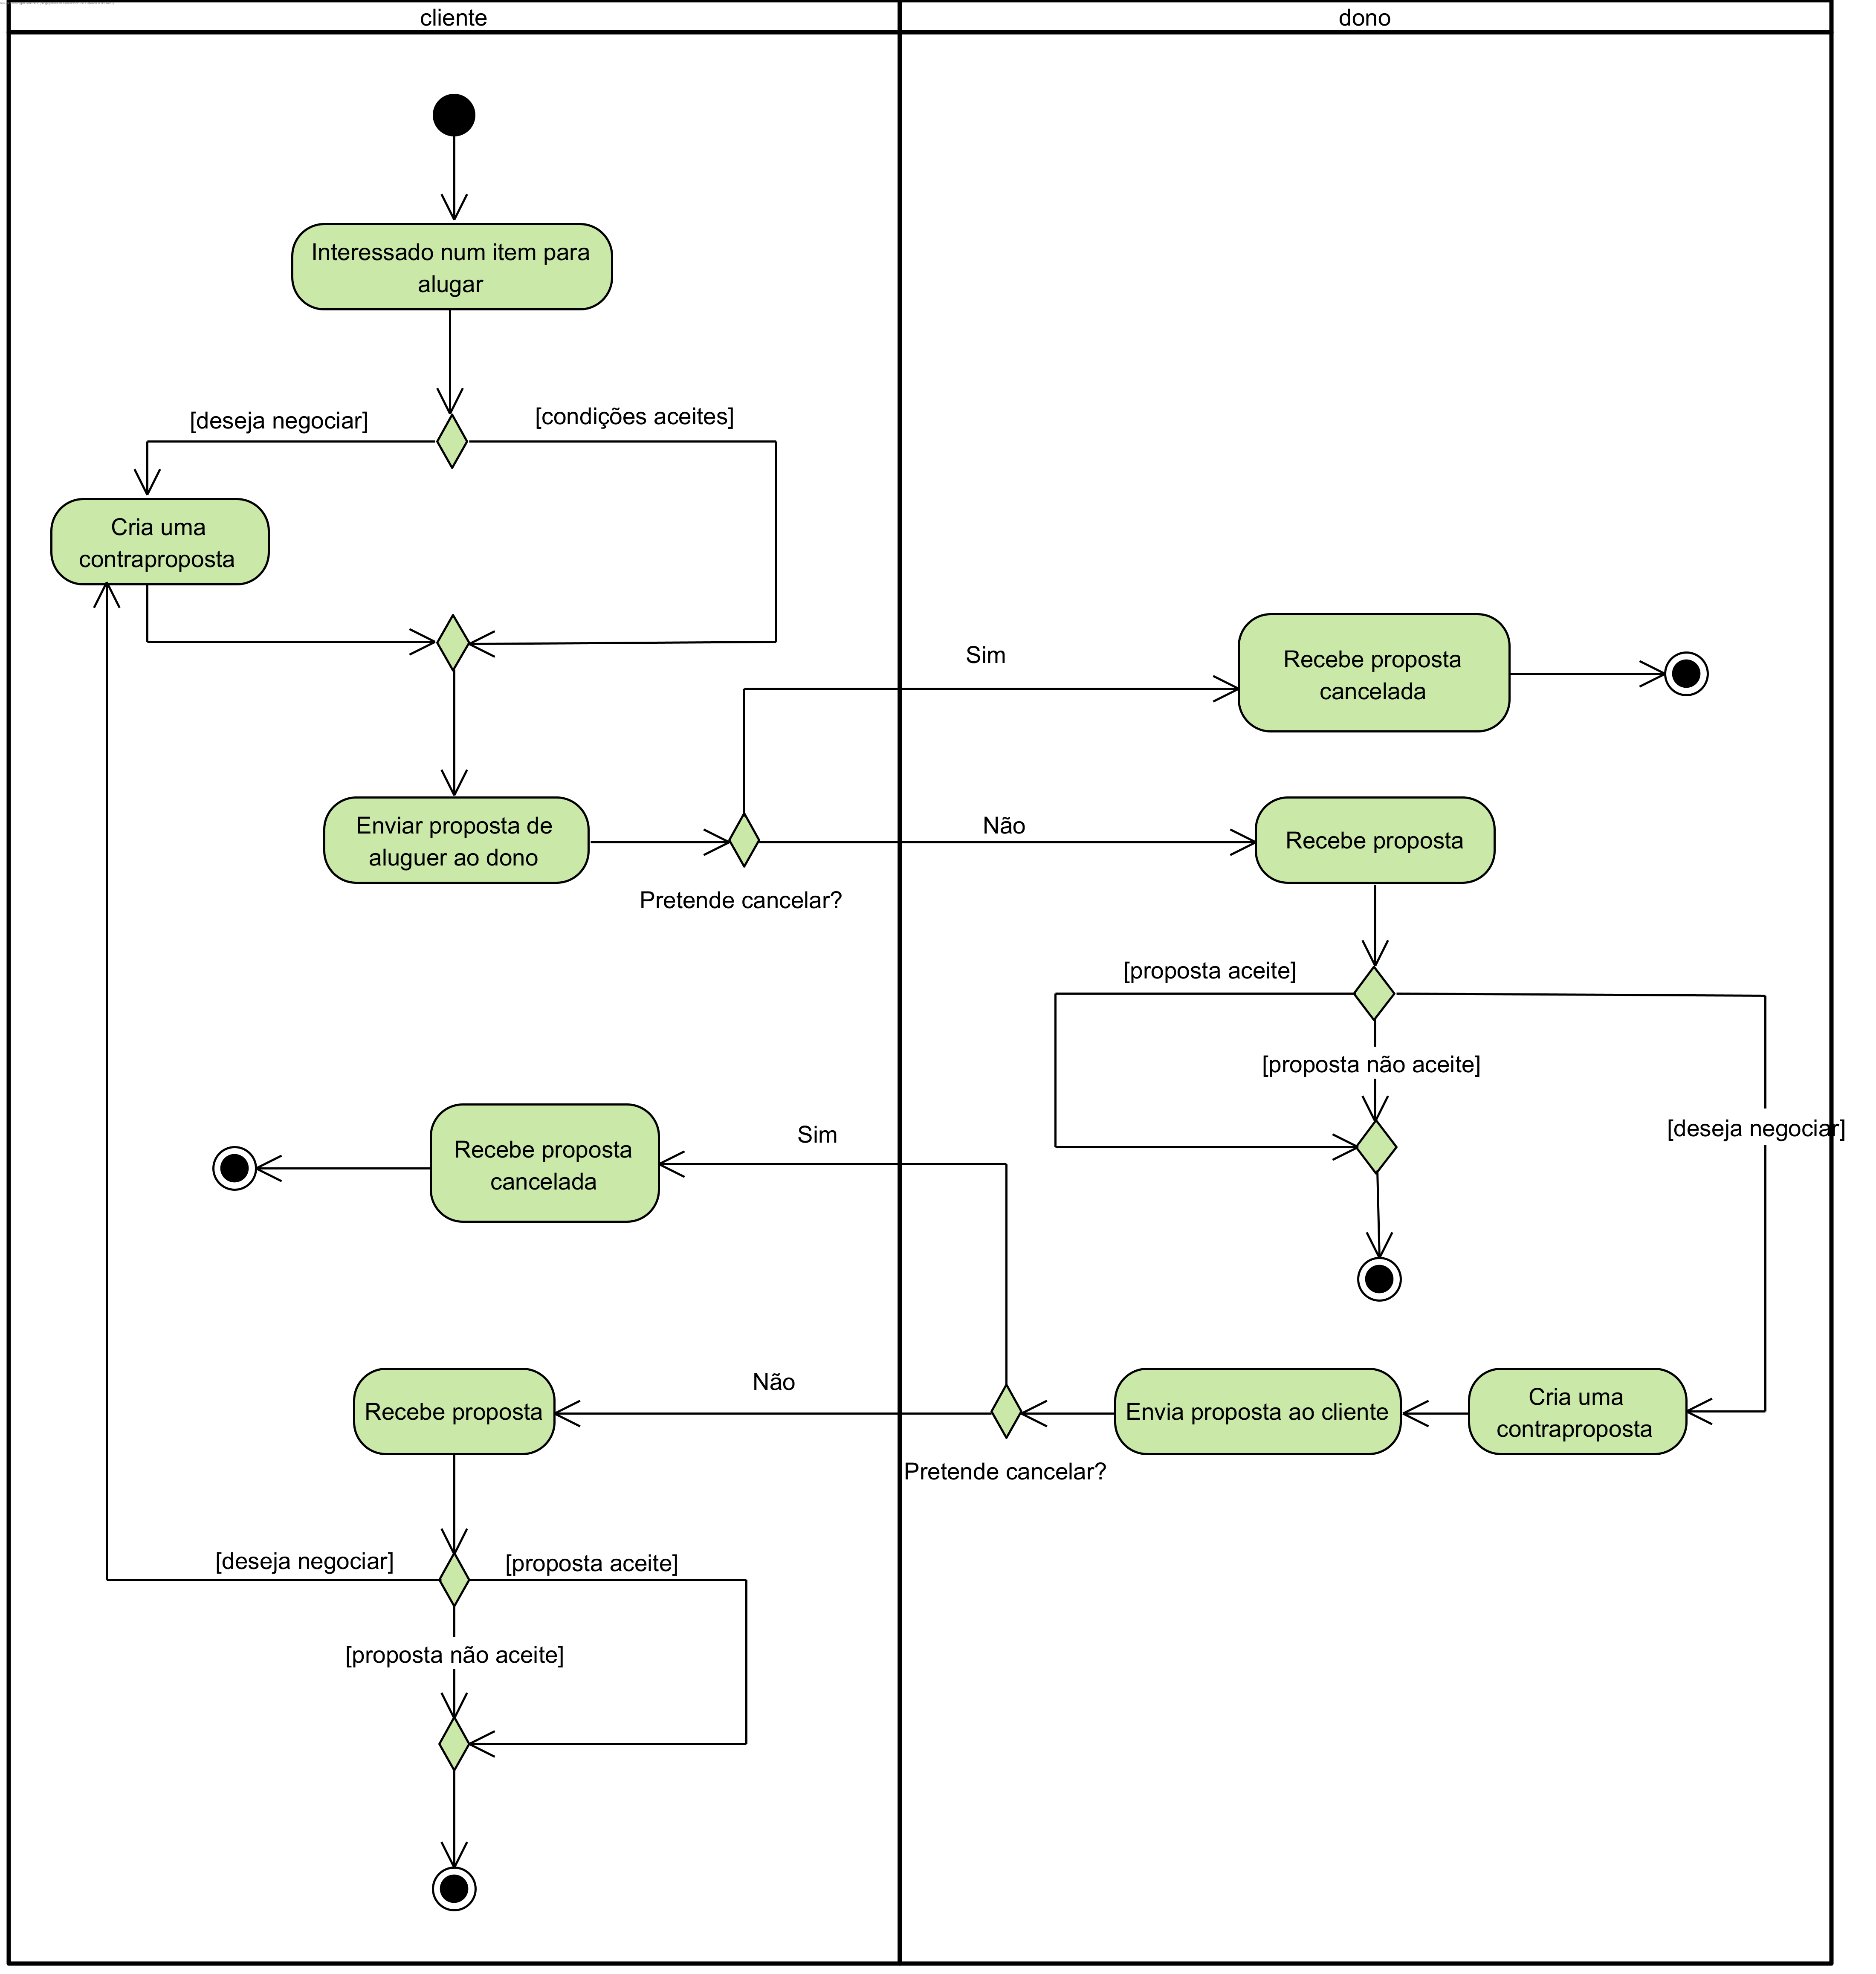 cliente
dono
Interessado num item para
alugar
[deseja negociar]
[condições aceites]
Cria uma
contraproposta
Sim
Recebe proposta
cancelada
Enviar proposta de
aluguer ao dono
Não
Recebe proposta
Pretende cancelar?
[proposta aceite]
[proposta não aceite]
[deseja negociar]
Recebe proposta
cancelada
Sim
Recebe proposta
Não
Envia proposta ao cliente
Cria uma
contraproposta
Pretende cancelar?
[deseja negociar]
[proposta aceite]
[proposta não aceite]